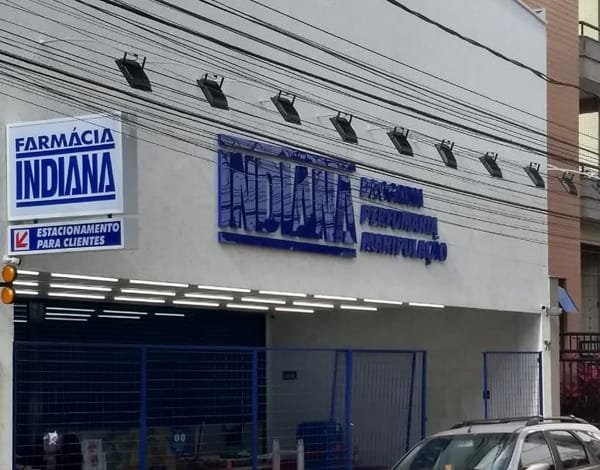 FARMÁCIA
INDIANA
ESTACIONAMENTO
PARA CLIENTES
INDIANA
DROGARIA
PERFUMARIA
MANIPULAÇÃO